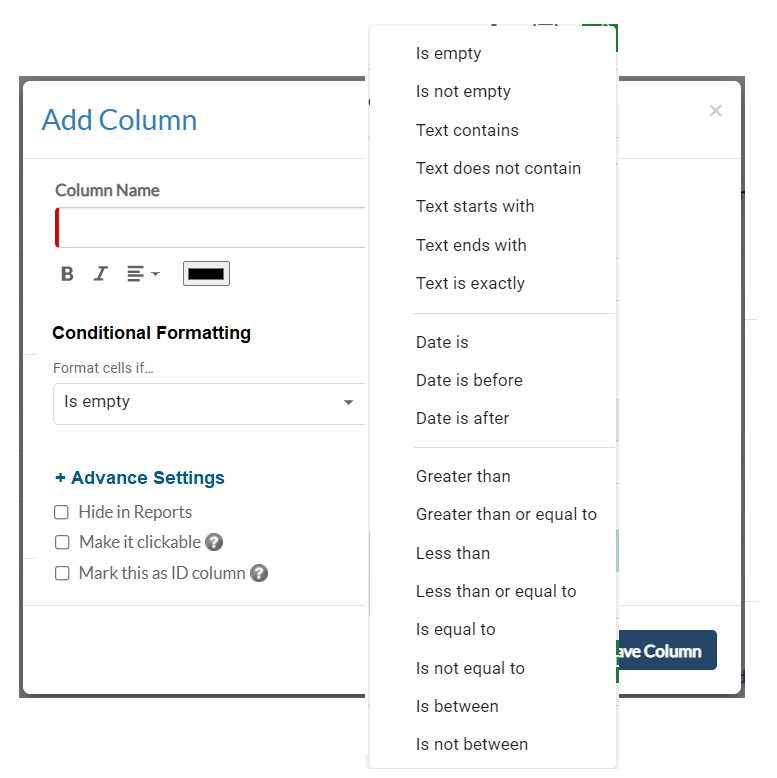 Add Column
×
Column Name
B I
Conditional Formatting
Format cells if...
Is empty
+ Advance Settings
Hide in Reports
Make it clickable ?
Mark this as ID column ?
Is empty
Is not empty
Text contains
Text does not contain
Text starts with
Text ends with
Text is exactly
Date is
Date is before
Date is after
Greater than
Greater than or equal to
Less than
Less than or equal to
Is equal to
Is not equal to
Is between
Is not between
ave Column